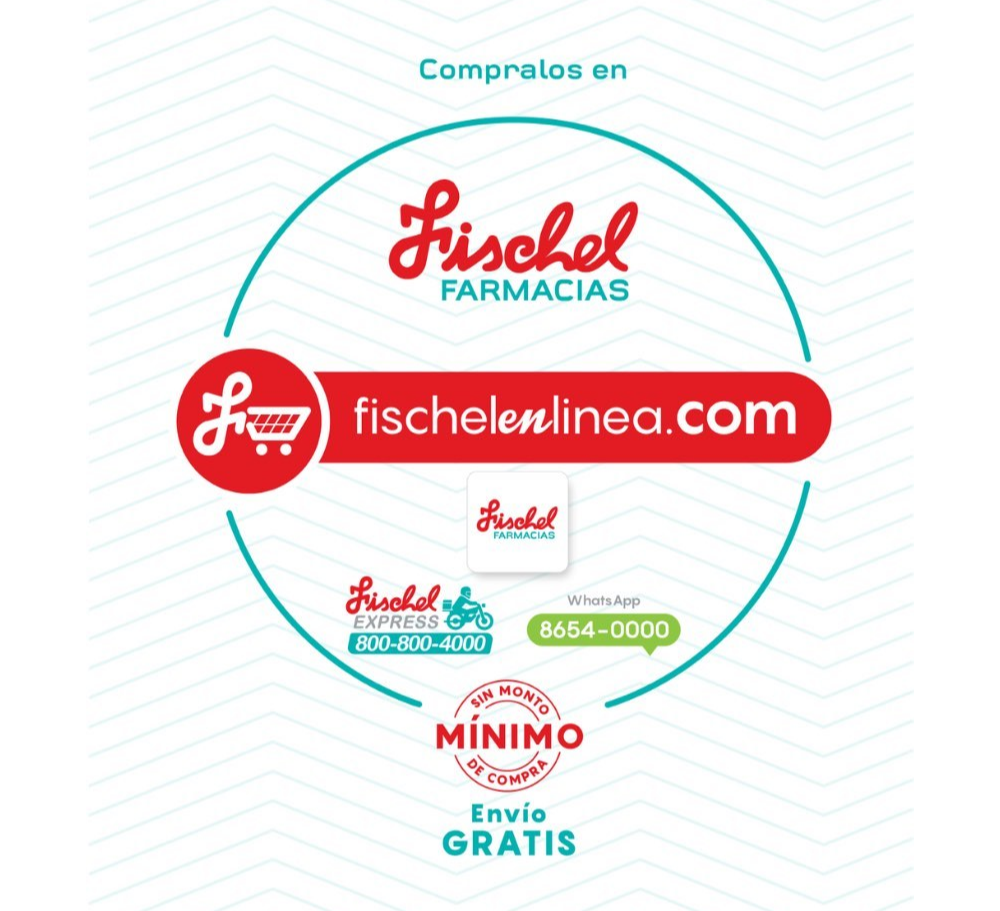 Compralos en
Fischel
FARMACIAS
fischelenlinea.com
Fischel
FARMACIAS
Fischel
EXPRESS
800-800-4000
WhatsApp
8654-0000
SIN MONTO
MÍNIMO
DE COMPRA
Envío
GRATIS